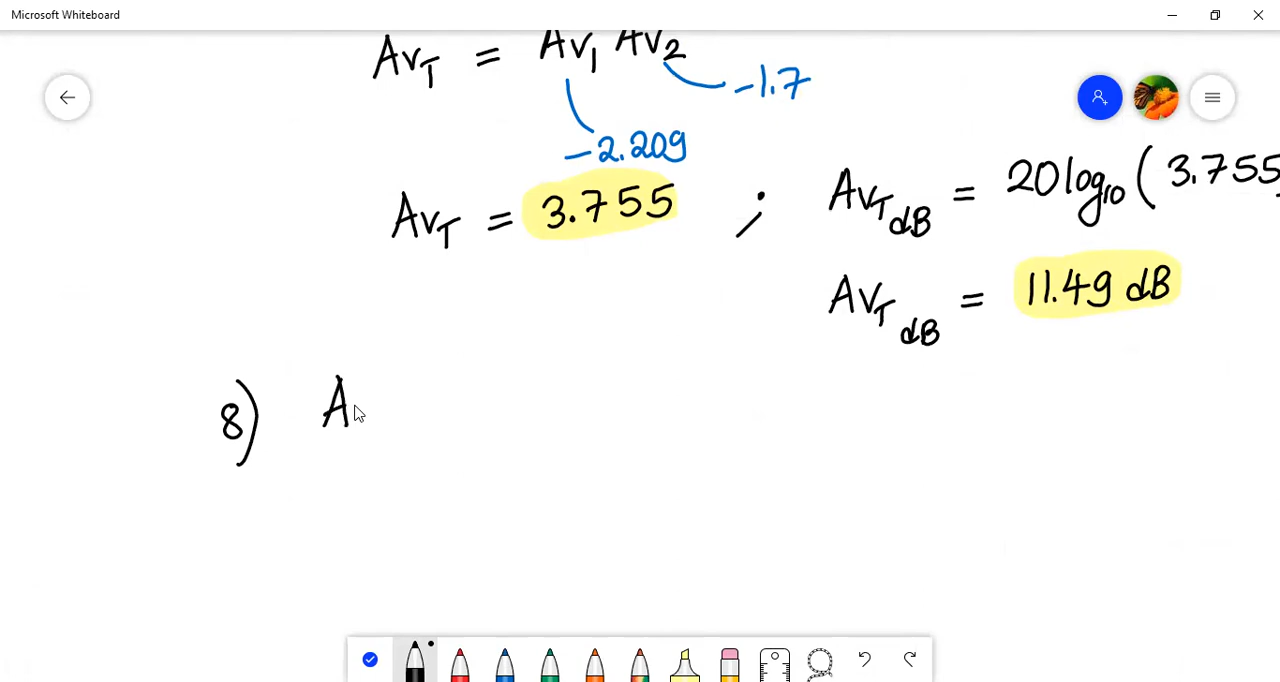 Microsoft Whiteboard
AvT = Av1 Av2
-1.7
-2.209
AvT = 3.755 ; AvTdB = 20log10 ( 3.755
AvTdB = 11.49 dB
8) A